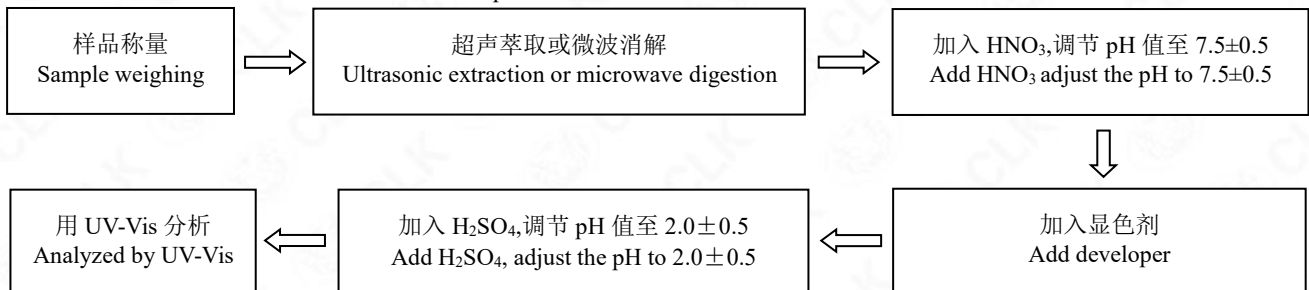 样品称量
Sample weighing
超声萃取或微波消解
Ultrasonic extraction or microwave digestion
加入 HNO₃,调节 pH 值至 7.5±0.5
Add HNO₃ adjust the pH to 7.5±0.5
加入显色剂
Add developer
加入 H₂SO₄,调节 pH 值至 2.0±0.5
Add H₂SO₄, adjust the pH to 2.0±0.5
用 UV-Vis 分析
Analyzed by UV-Vis
CLK